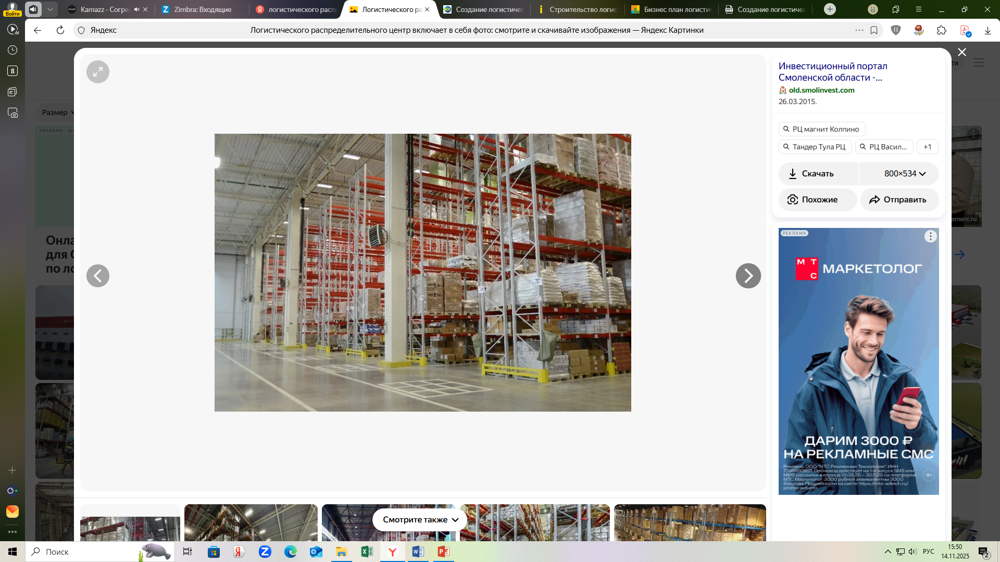 Войти
Kamazz - Corpe
Zimbra: Входящие
логистического расп
Логистического ра
Создание логистичес
Строительство логис
Бизнес план логисти
Создание логистичес
Яндекс
Логистического распределительного центр включает в себя фото: смотрите и скачивайте изображения — Яндекс Картинки
8
Размер
РЕКЛАМА • 16+
Онла
для С
по ло
ти
ement.ru
Инвестиционный портал
Смоленской области -...
old.smolinvest.com
26.03.2015.
РЦ магнит Колпино
Тандер Тула РЦ
РЦ Васил...
+1
Скачать
800×534
Похожие
Отправить
73
РЕКЛАМА
МТС
МАРКЕТОЛОГ
ДАРИМ 3000 ₽
НА РЕКЛАМНЫЕ СМС
Реклама. ООО "МТС Рекламные Технологии". ИНН
7705893691. Промокод действует на 1-й запуск SMS или
MMS рассылки в период 01.09.25 – 30.11.25 на платформе
МТС Маркетолог. 3000 рублей эквивалентны 3000
бонусам. Подробности на сайте https://mts-adtech.ru/
promo-autumn
18+
Смотрите также
Поиск
РУС
15:50
14.11.2025
2